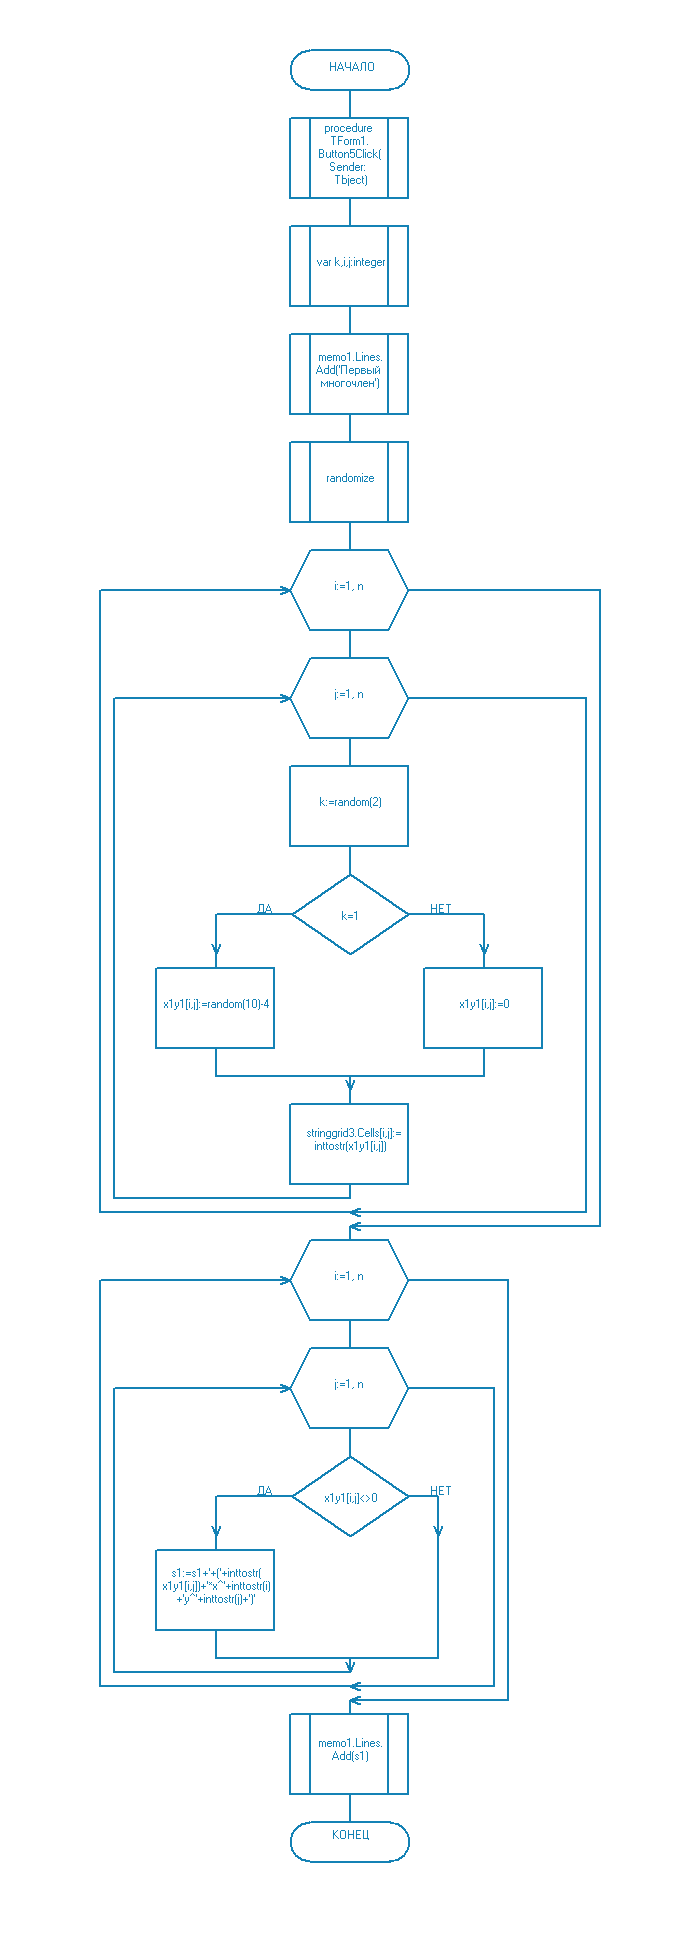 НАЧАЛО
procedure
TForm1.
Button5Click(
Sender:
Tbject)
var k,i,j:integer
memo1.Lines.
Add('Первый
многочлен')
randomize
i:=1, n
j:=1, n
k:=random(2)
ДА
k=1
НЕТ
x1y1[i,j]:=random(10)-4
x1y1[i,j]:=0
stringgrid3.Cells[i,j]:=
inttostr(x1y1[i,j])
i:=1, n
j:=1, n
ДА
x1y1[i,j]<>0
НЕТ
s1:=s1+'+('+inttostr(
x1y1[i,j])+'*x^'+inttostr(i)
+'y^'+inttostr(j)+')'
memo1.Lines.
Add(s1)
КОНЕЦ